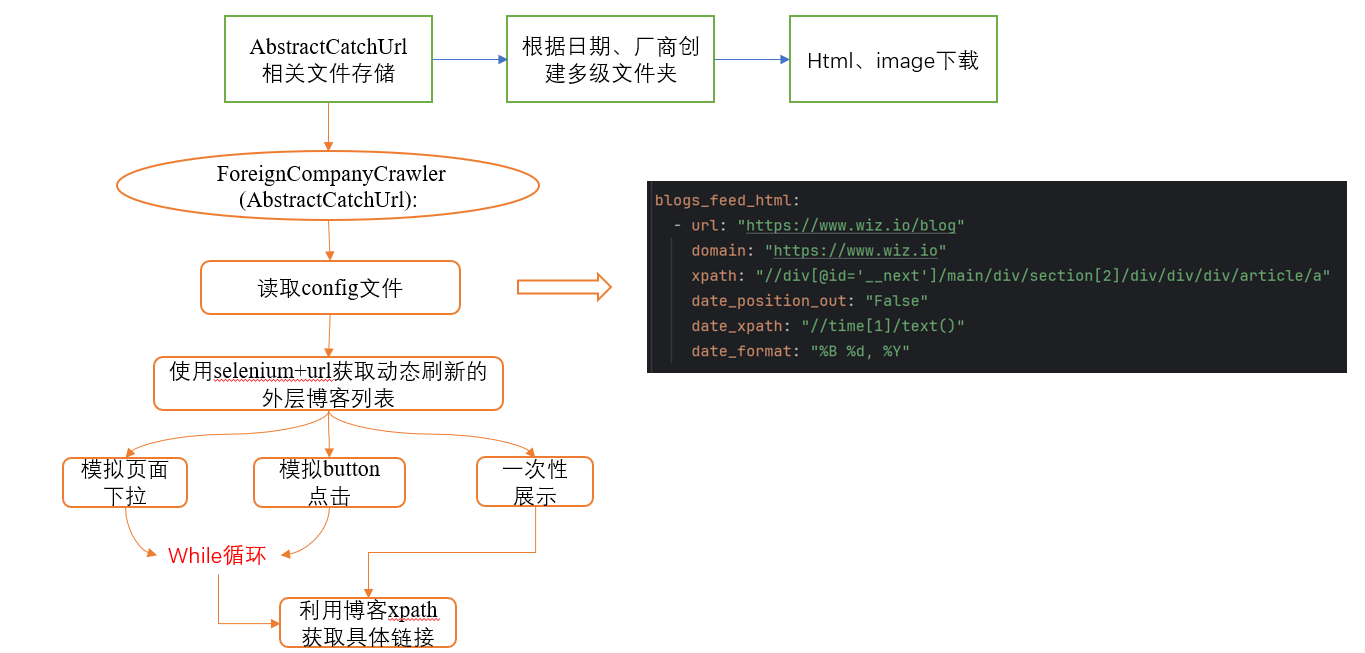 AbstractCatchUrl
相关文件存储
根据日期、厂商创
建多级文件夹
Html、image下载
ForeignCompanyCrawler
(AbstractCatchUrl):
读取config文件
blogs_feed_html:
- url: "https://www.wiz.io/blog"
domain: "https://www.wiz.io"
xpath: "//div[@id='__next']/main/div/section[2]/div/div/div/article/a"
date_position_out: "False"
date_xpath: "//time[1]/text()"
date_format: "%B %d, %Y"
使用selenium+url获取动态刷新的
外层博客列表
模拟页面
下拉
模拟button
点击
一次性
展示
While循环
利用博客xpath
获取具体链接